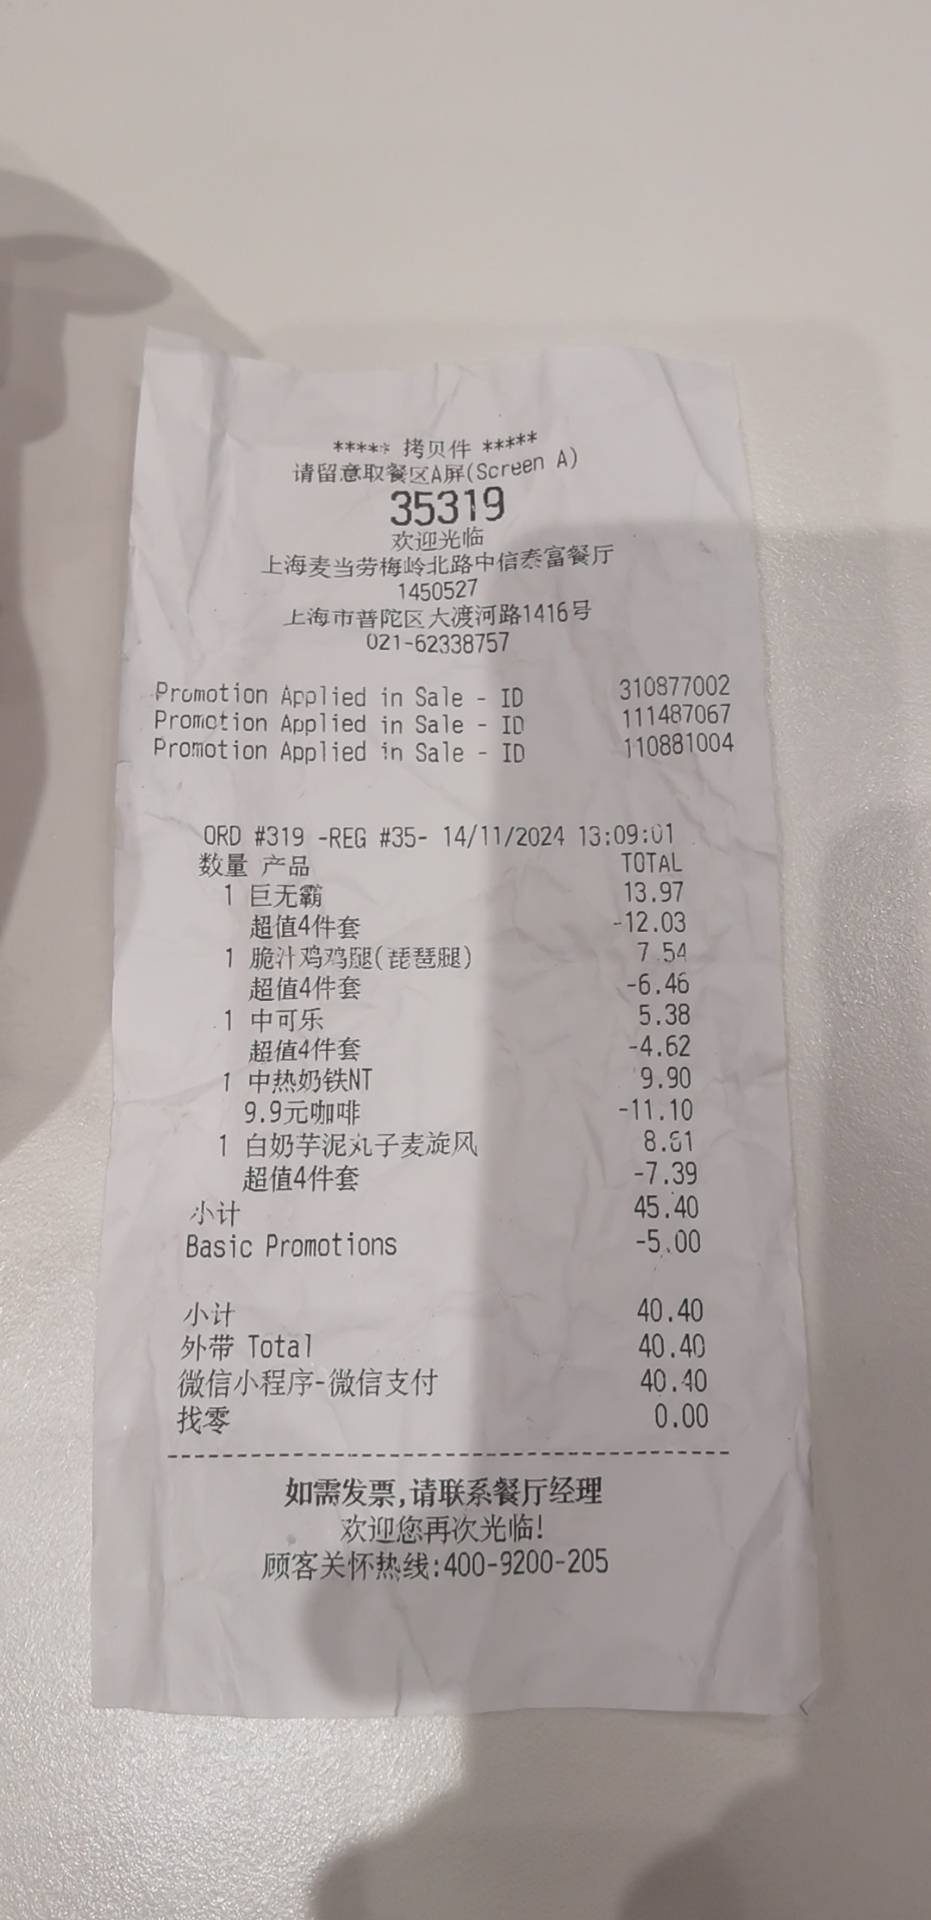 ***** 拷贝件 *****
请留意取餐区A屏(Screen A)
35319
欢迎光临
上海麦当劳梅岭北路中信泰富餐厅
1450527
上海市普陀区大渡河路1416号
021-62338757
Promotion Applied in Sale - ID 310877002
Promotion Applied in Sale - ID 111487067
Promotion Applied in Sale - ID 110881004
ORD #319 -REG #35- 14/11/2024 13:09:01
数量 产品 TOTAL
1 巨无霸 13.97
超值4件套 -12.03
1 脆汁鸡鸡腿(琵琶腿) 7.54
超值4件套 -6.46
1 中可乐 5.38
超值4件套 -4.62
1 中热奶铁NT 9.90
9.9元咖啡 -11.10
1 白奶芋泥丸子麦旋风 8.61
超值4件套 -7.39
小计 45.40
Basic Promotions -5.00
小计 40.40
外带 Total 40.40
微信小程序-微信支付 40.40
找零 0.00
如需发票,请联系餐厅经理
欢迎您再次光临!
顾客关怀热线:400-9200-205